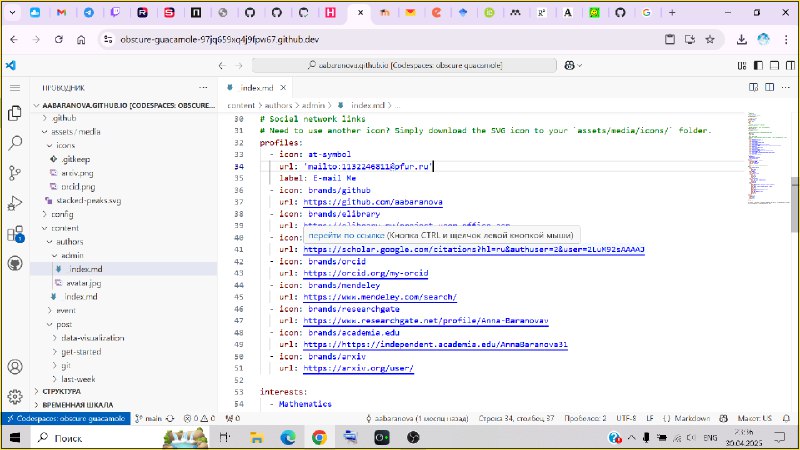 obscure-guacamole-97jq659xq4j9fpw67.github.dev
aabaranova.github.io [Codespaces: obscure guacamole]
ПРОВОДНИК
index.md
AABARANOVA.GITHUB.IO [CODESPACES: OBSCURE...
content > authors > admin > index.md > ...
.github
assets / media
icons
.gitkeep
arxiv.png
orcid.png
stacked-peaks.svg
config
content
authors
admin
index.md
avatar.jpg
index.md
event
post
data-visualization
get-started
git
last-week
СТРУКТУРА
ВРЕМЕННАЯ ШКАЛА
30 # Social network links
31 # Need to use another icon? Simply download the SVG icon to your `assets/media/icons/` folder.
32 profiles:
33 - icon: at-symbol
34 url: 'mailto:1132246811@pfur.ru'
35 label: E-mail Me
36 - icon: brands/github
37 url: https://github.com/aabaranova
38 - icon: brands/elibrary
39
перейти по ссылке (Кнопка CTRL и щелчок левой кнопкой мыши)
40 - icon:
41 url: https://scholar.google.com/citations?hl=ru&authuser=2&user=2LuM92sAAAAJ
42 - icon: brands/orcid
43 url: https://orcid.org/my-orcid
44 - icon: brands/mendeley
45 url: https://www.mendeley.com/search/
46 - icon: brands/researchgate
47 url: https://www.researchgate.net/profile/Anna-Baranovav
48 - icon: brands/academia.edu
49 url: https://https://independent.academia.edu/AnnaBaranova31
50 - icon: brands/arxiv
51 url: https://arxiv.org/user/
52
53 interests:
54 - Mathematics
Codespaces: obscure guacamole
main
0 0
0
aabaranova (1 месяц назад)
Строка 34, столбец 37
Пробелов: 2
UTF-8
LF
{} Markdown
Макет: US
Поиск
ENG
23:36
30.04.2025